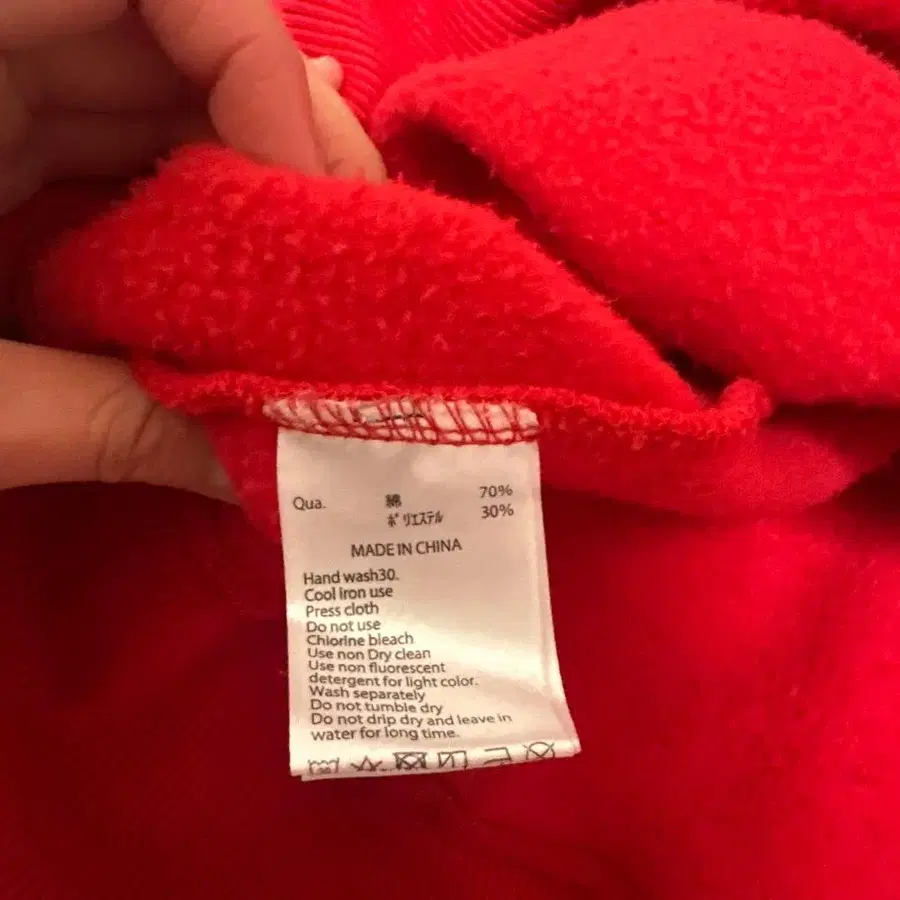 Qua. 綿 70%
ポリエステル 30%
MADE IN CHINA
Hand wash30.
Cool iron use
Press cloth
Do not use
Chlorine bleach
Use non Dry clean
Use non fluorescent
detergent for light color.
Wash separately
Do not tumble dry
Do not drip dry and leave in
water for long time.